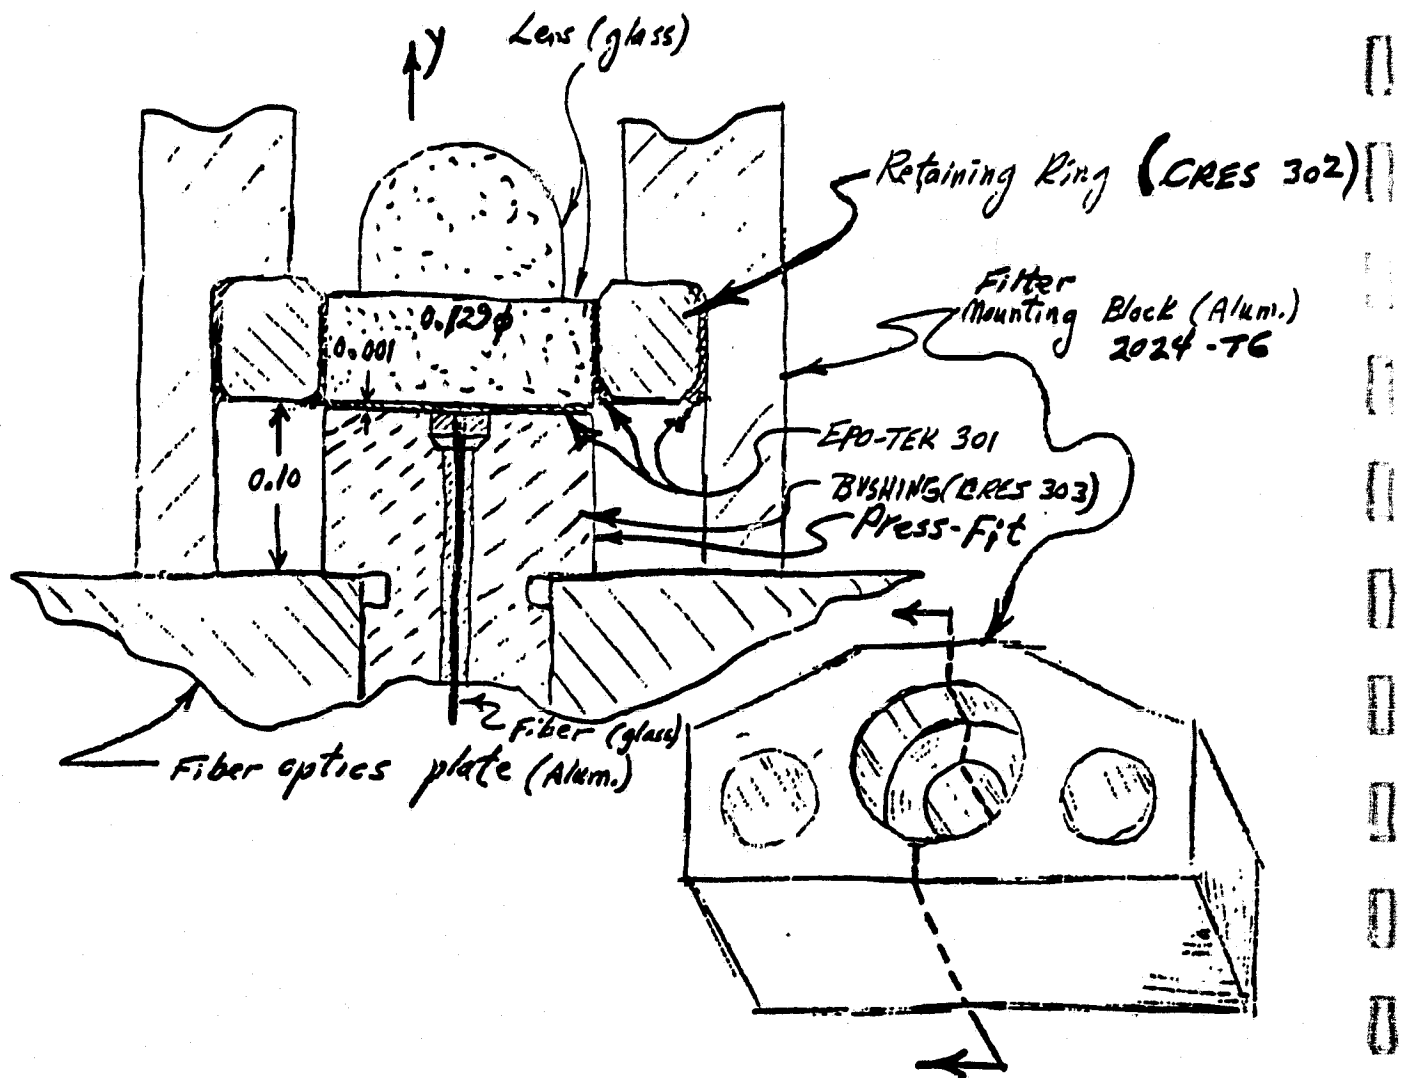 y
Lens (glass)
Retaining Ring (CRES 302)
Filter
Mounting Block (Alum.)
2024-T6
0.129φ
0.001
0.10
EPO-TEK 301
BUSHING (CRES 303)
Press-Fit
Fiber (glass)
Fiber optics plate (Alum.)